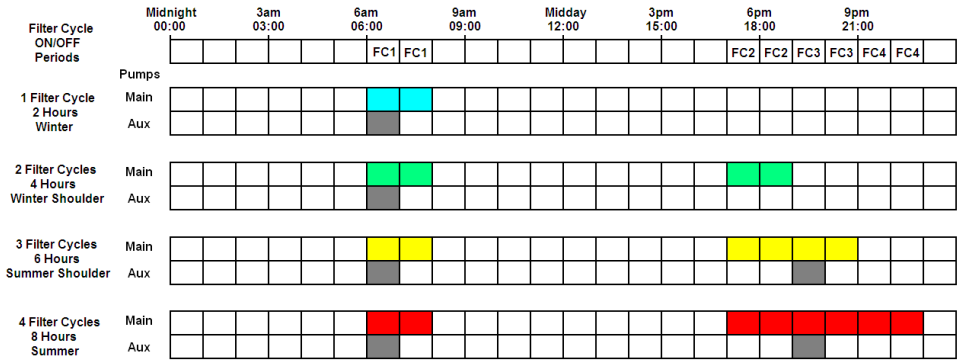 Midnight 3am 6am 9am Midday 3pm 6pm 9pm
00:00 03:00 06:00 09:00 12:00 15:00 18:00 21:00
Filter Cycle
ON/OFF
Periods
FC1 FC1 FC2 FC2 FC3 FC3 FC4 FC4
Pumps
1 Filter Cycle
2 Hours
Winter
Main
Aux
2 Filter Cycles
4 Hours
Winter Shoulder
Main
Aux
3 Filter Cycles
6 Hours
Summer Shoulder
Main
Aux
4 Filter Cycles
8 Hours
Summer
Main
Aux